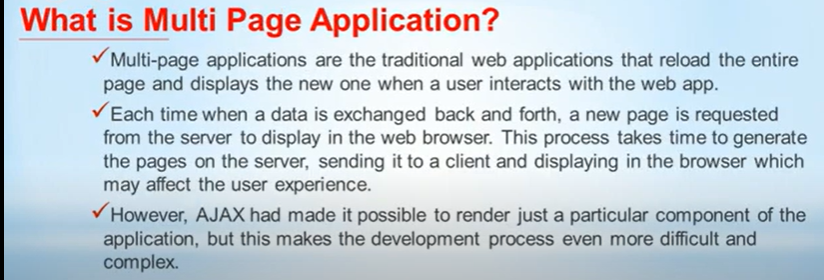 What is Multi Page Application?
✓Multi-page applications are the traditional web applications that reload the entire
page and displays the new one when a user interacts with the web app.
✓Each time when a data is exchanged back and forth, a new page is requested
from the server to display in the web browser. This process takes time to generate
the pages on the server, sending it to a client and displaying in the browser which
may affect the user experience.
✓However, AJAX had made it possible to render just a particular component of the
application, but this makes the development process even more difficult and
complex.